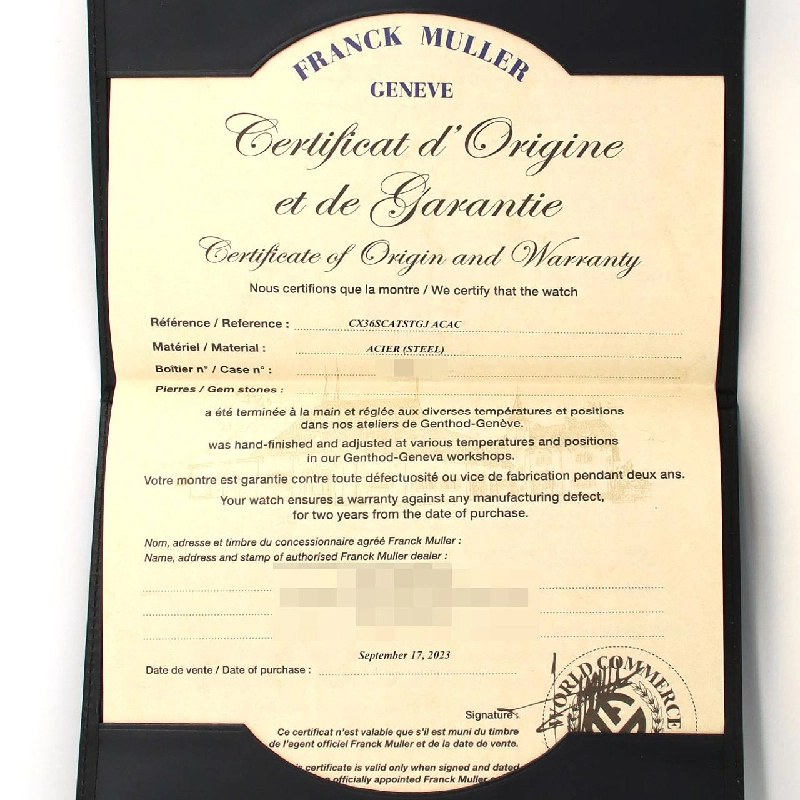 FRANCK MULLER
GENEVE
Certificat d'Origine
et de Garantie
Certificate of Origin and Warranty
Nous certifions que la montre / We certify that the watch
Référence / Reference : CX36SCATSTGJ ACAC
Matériel / Material : ACIER (STEEL)
Boîtier n° / Case n° :
Pierres / Gem stones :
a été terminée à la main et réglée aux diverses températures et positions
dans nos ateliers de Genthod-Genève.
was hand-finished and adjusted at various temperatures and positions
in our Genthod-Geneva workshops.
Votre montre est garantie contre toute défectuosité ou vice de fabrication pendant deux ans.
Your watch ensures a warranty against any manufacturing defect,
for two years from the date of purchase.
Nom, adresse et timbre du concessionnaire agréé Franck Muller :
Name, address and stamp of authorised Franck Muller dealer :
September 17, 2023
Date de vente / Date of purchase :
Signature :
WORLD COMMERCE
Ce certificat n'est valable que s'il est muni du timbre
de l'agent officiel Franck Muller et de la date de vente.
certificate is valid only when signed and dated
officially appointed Franck Muller